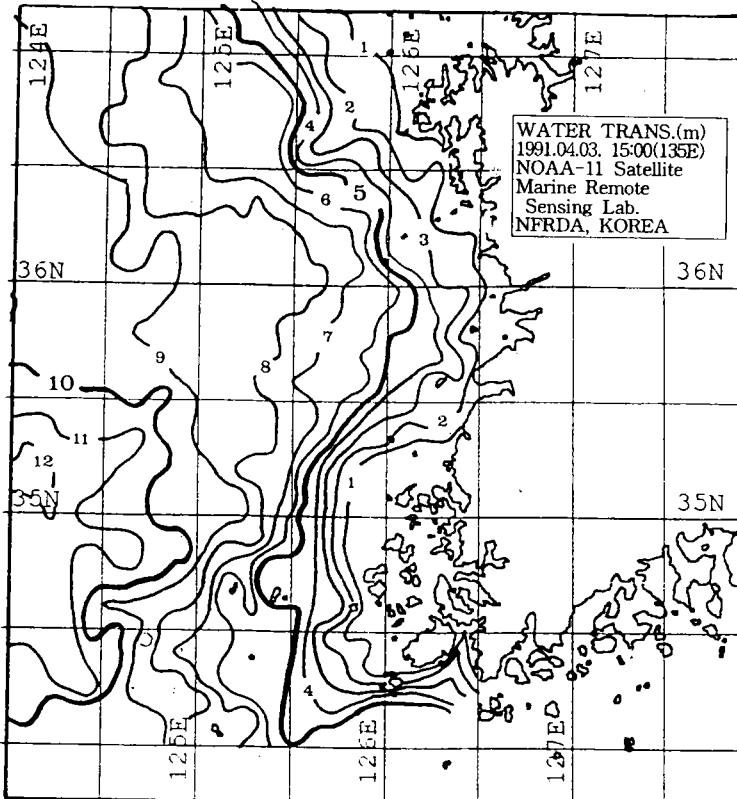 124E
125E
1
126E
127E
2
4
WATER TRANS.(m)
1991.04.03. 15:00(135E)
NOAA-11 Satellite
Marine Remote
Sensing Lab.
NFRDA, KOREA
6
5
3
36N
36N
7
9
8
10
2
11
12
1
35N
35N
4
125E
126E
127E